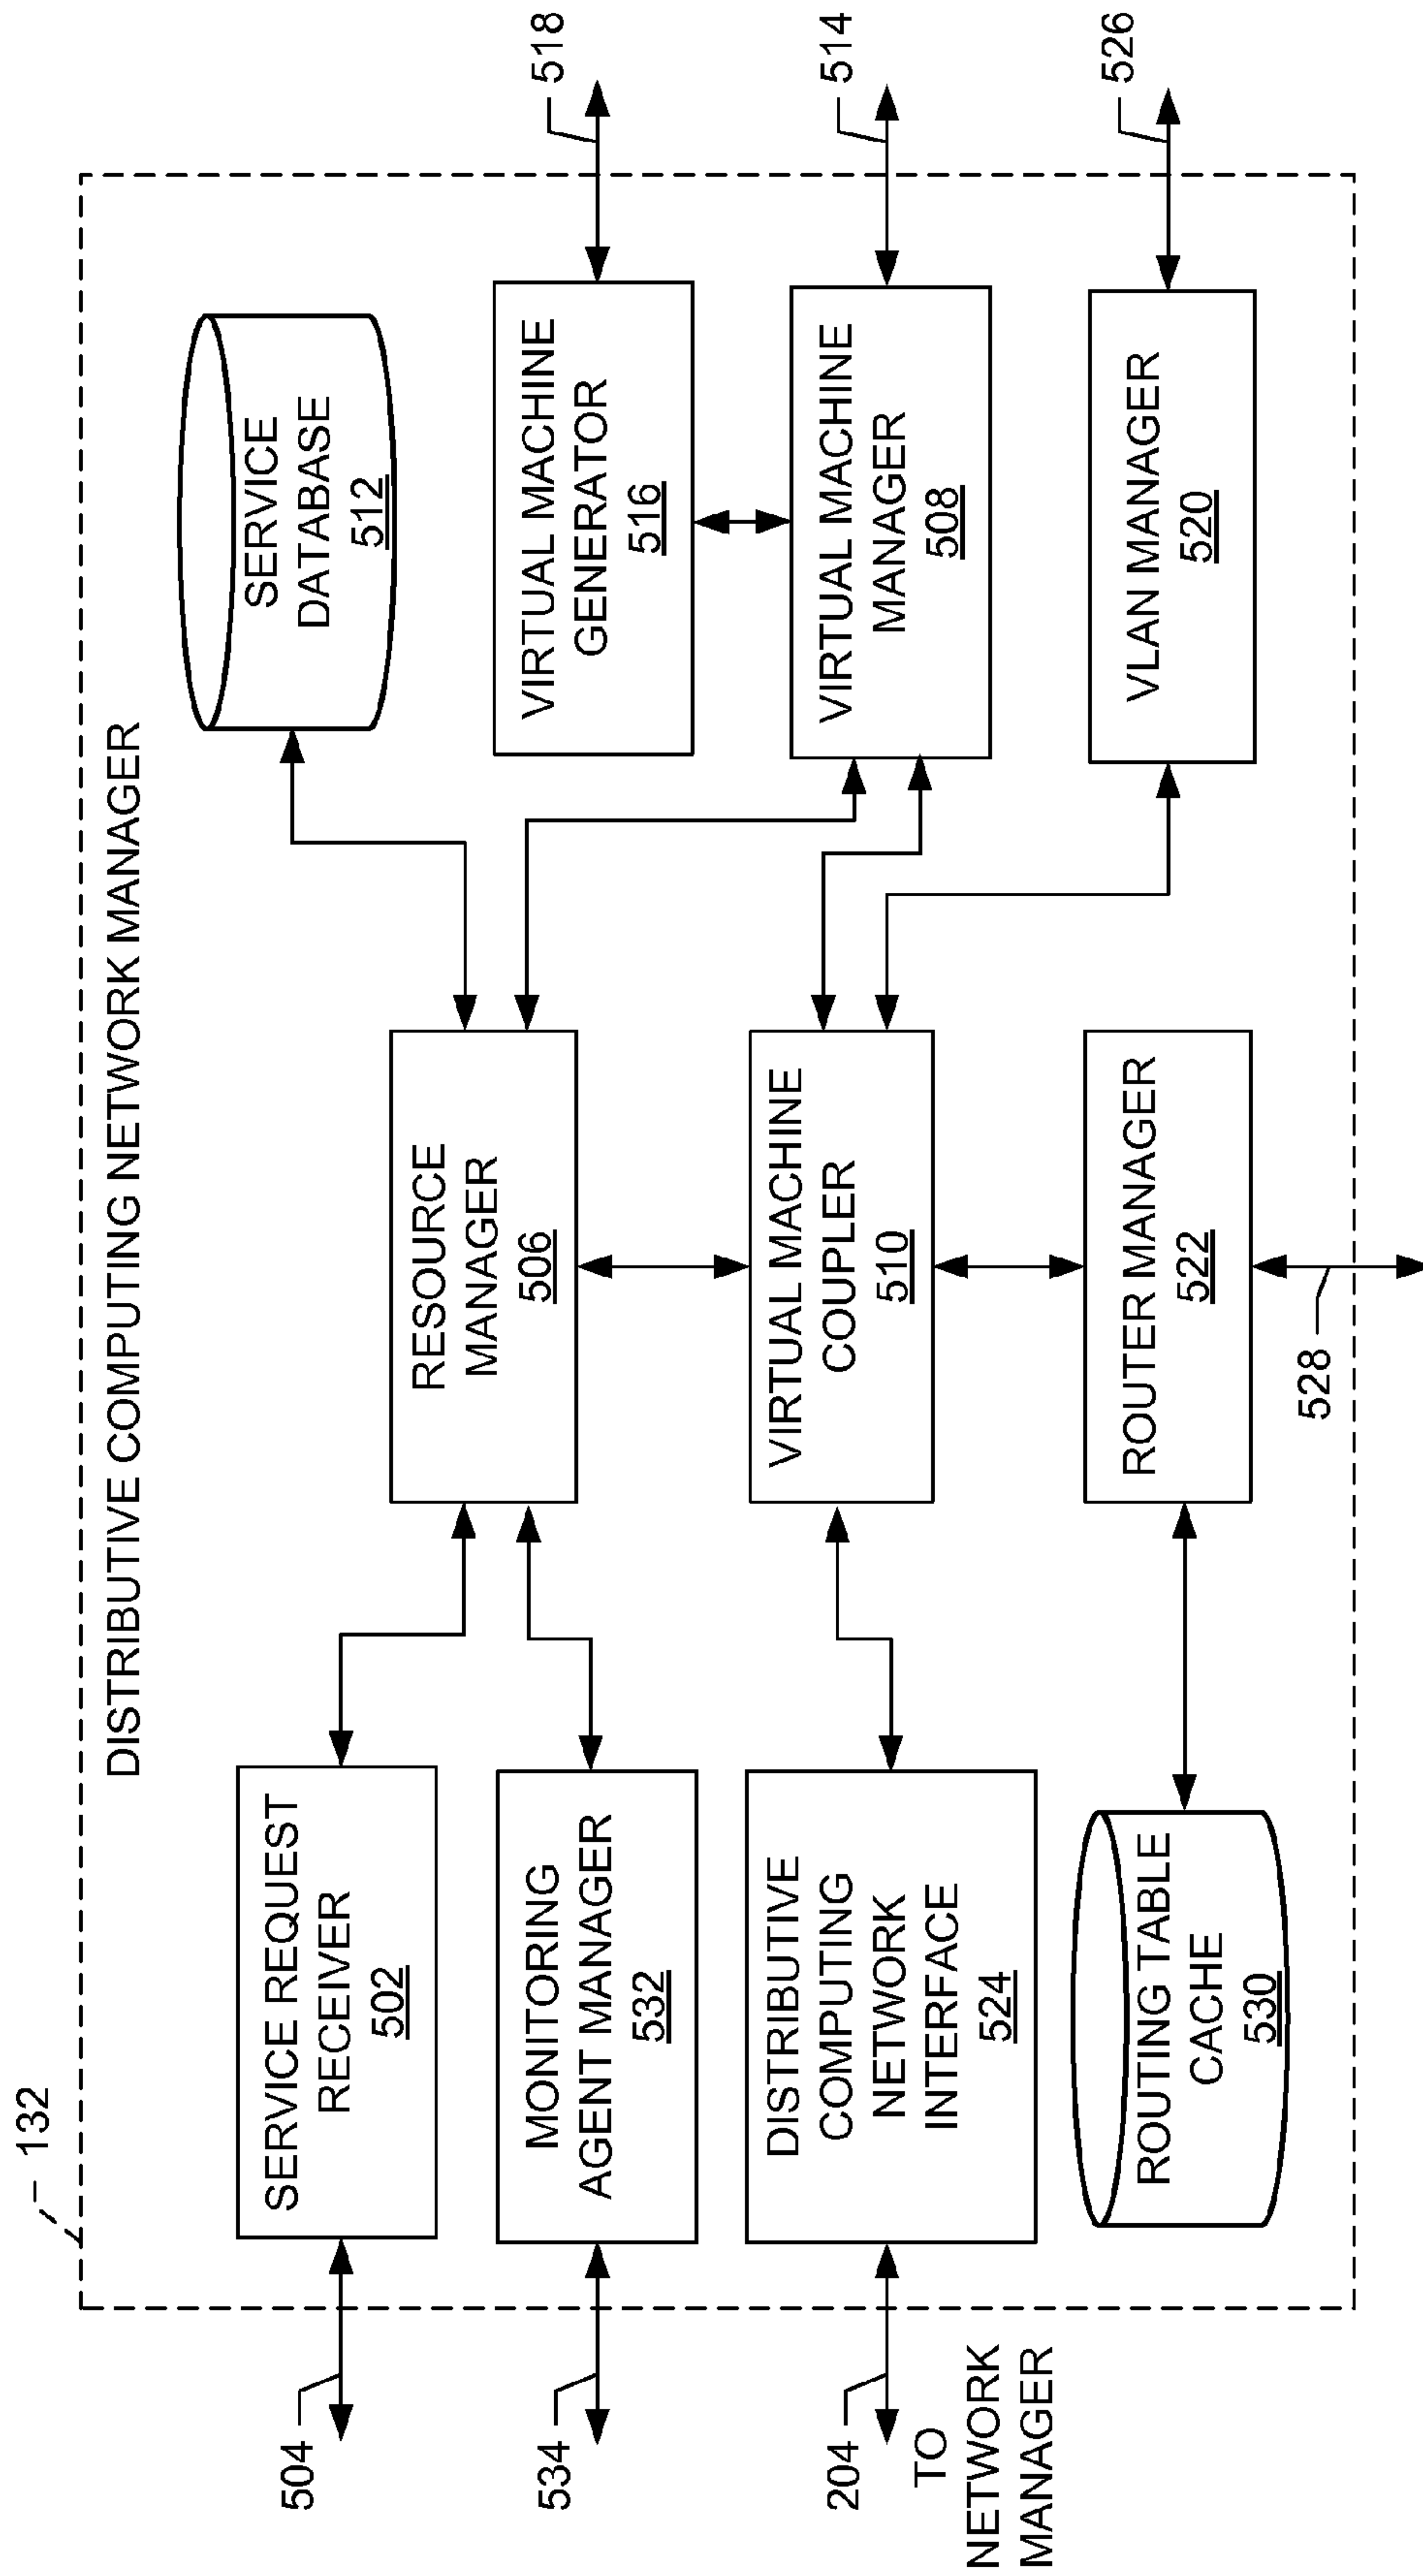 132
DISTRIBUTIVE COMPUTING NETWORK MANAGER
504
SERVICE REQUEST
RECEIVER
502
534
MONITORING
AGENT MANAGER
532
204
TO
NETWORK
MANAGER
DISTRIBUTIVE
COMPUTING
NETWORK
INTERFACE
524
ROUTING TABLE
CACHE
530
RESOURCE
MANAGER
506
VIRTUAL MACHINE
COUPLER
510
ROUTER MANAGER
522
528
SERVICE
DATABASE
512
VIRTUAL MACHINE
GENERATOR
516
518
VIRTUAL MACHINE
MANAGER
508
514
VLAN MANAGER
520
526